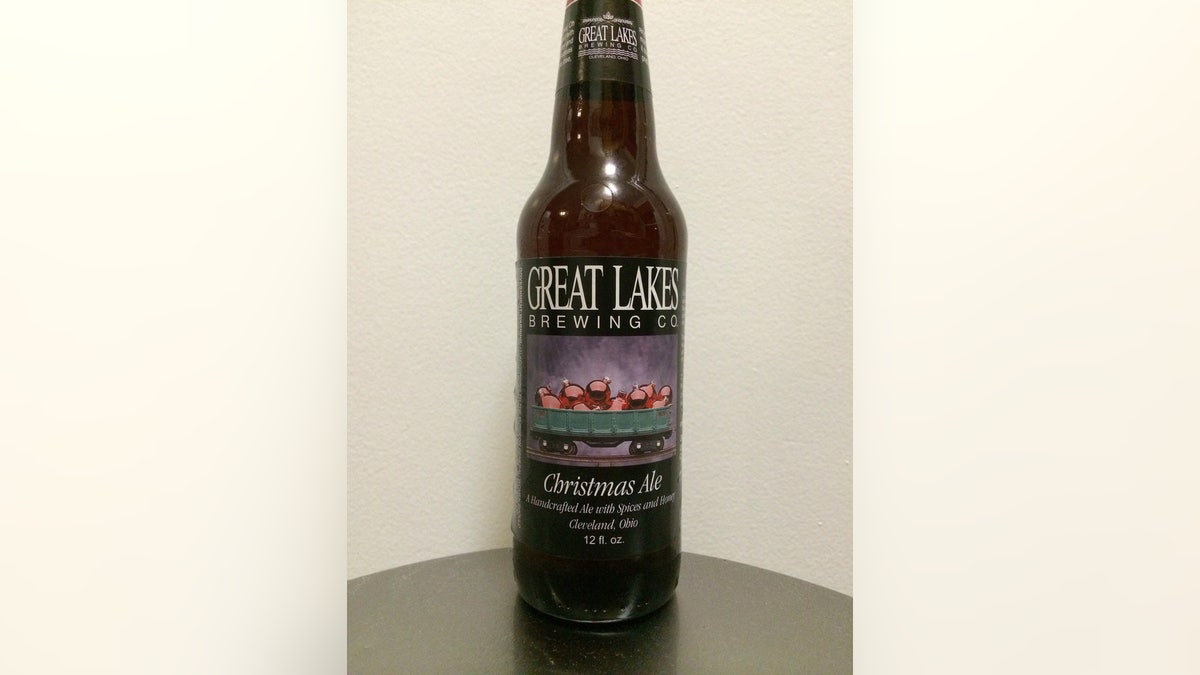 GREAT LAKES
BREWING CO
CLEVELAND, OHIO
GREAT LAKES
BREWING CO.
Christmas Ale
A Handcrafted Ale with Spices and Honey
Cleveland, Ohio
12 fl. oz.